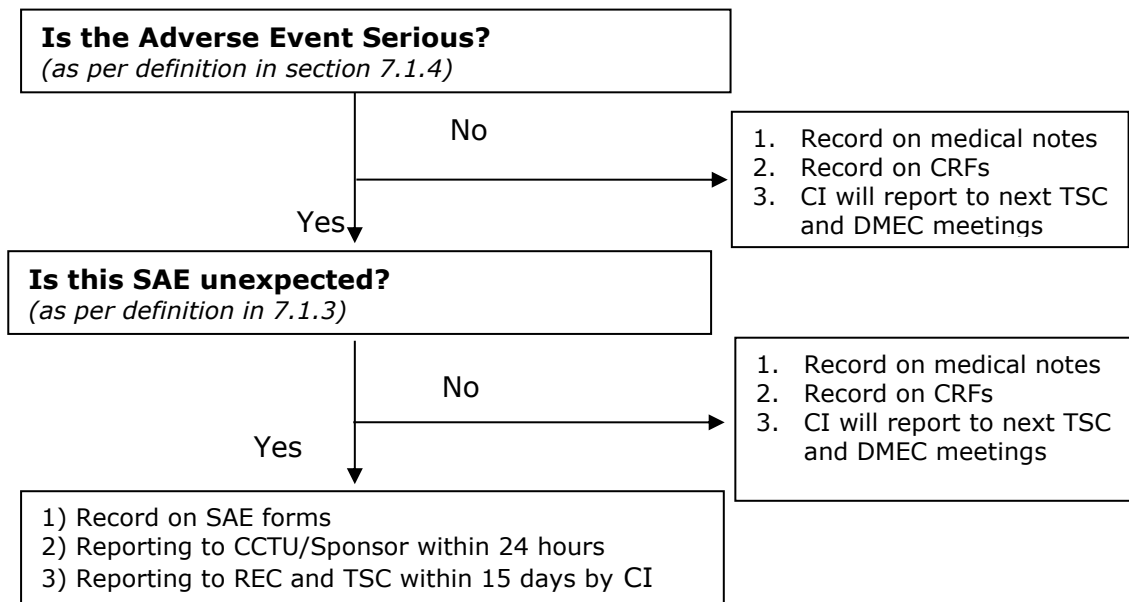 Is the Adverse Event Serious?
(as per definition in section 7.1.4)
No
1. Record on medical notes
2. Record on CRFs
3. CI will report to next TSC
and DMEC meetings
Yes
Is this SAE unexpected?
(as per definition in 7.1.3)
No
1. Record on medical notes
2. Record on CRFs
3. CI will report to next TSC
and DMEC meetings
Yes
1) Record on SAE forms
2) Reporting to CCTU/Sponsor within 24 hours
3) Reporting to REC and TSC within 15 days by CI